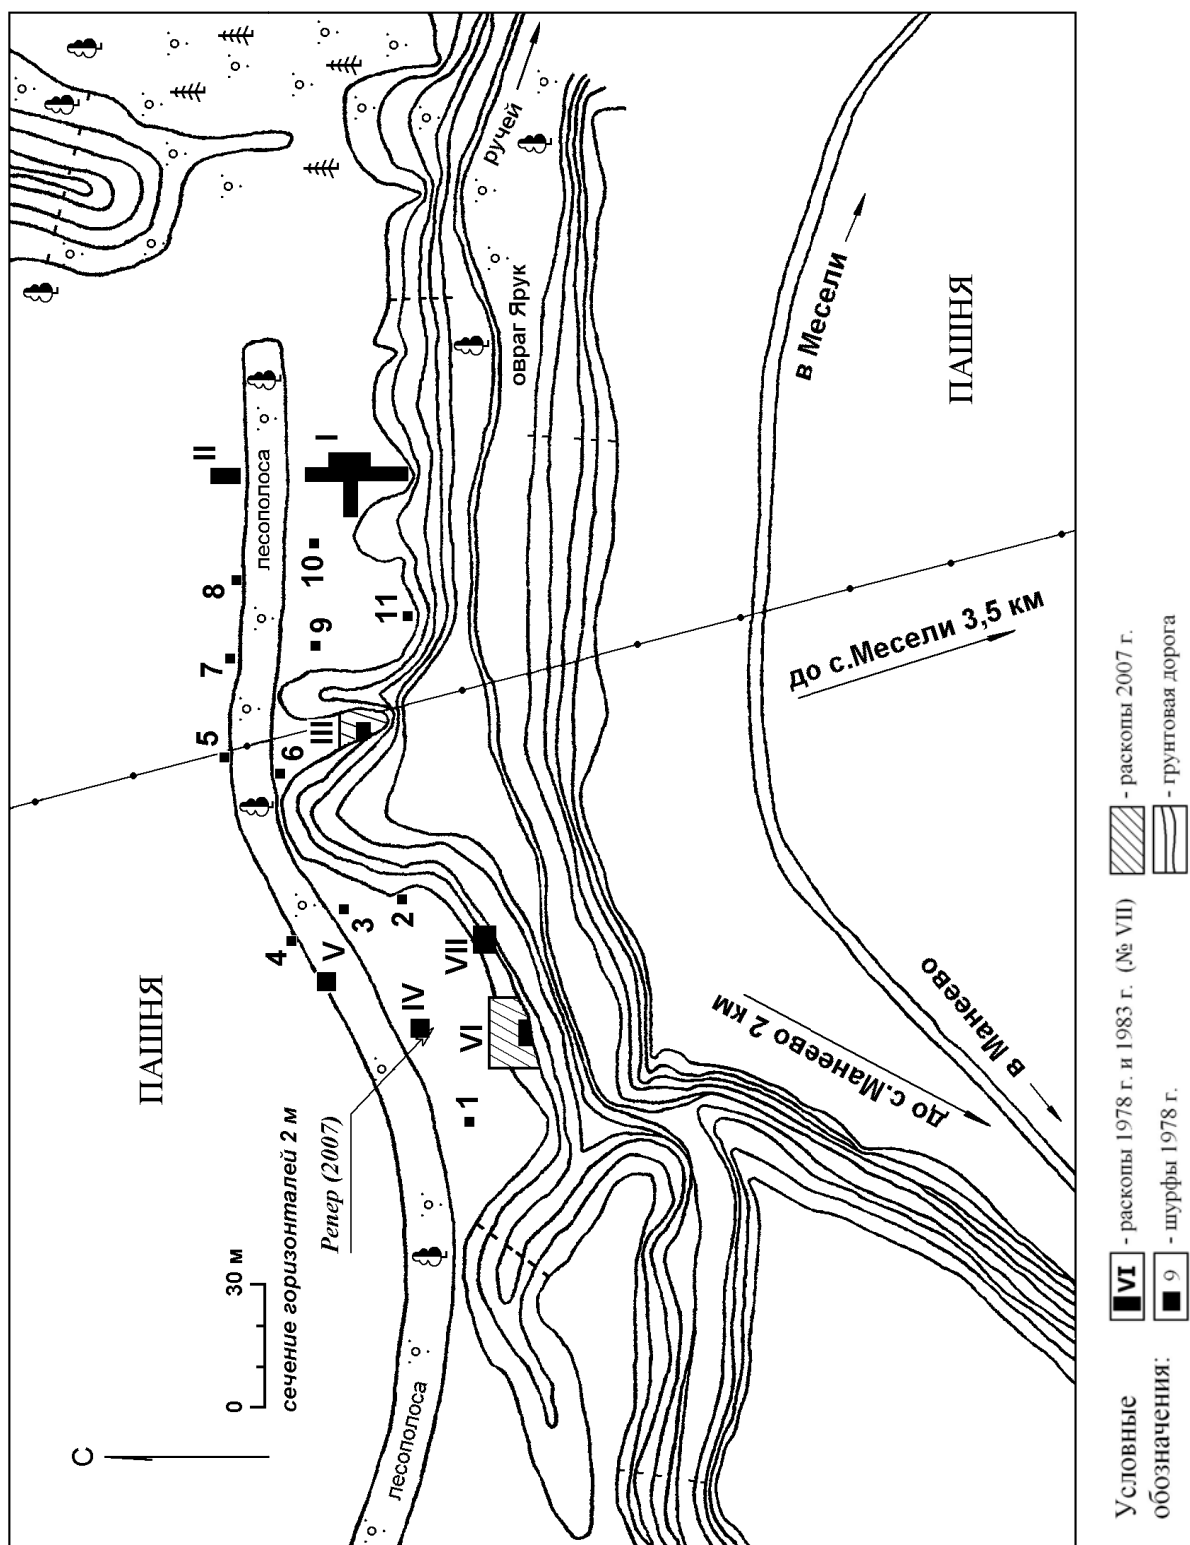 С
0 30 м
сечение горизонталей 2 м
Репер (2007)
ПАШНЯ
лесополоса
лесополоса
II
I
III
IV
V
VI
VII
1
2
3
4
5
6
7
8
9
10
11
ручей
овраг Ярук
в Месели
ПАШНЯ
до с.Месели 3,5 км
до с.Манеево 2 км
в Манеево
Условные
обозначения:
VI - раскопы 1978 г. и 1983 г. (№ VII)
- раскопы 2007 г.
9 - шурфы 1978 г.
- грунтовая дорога